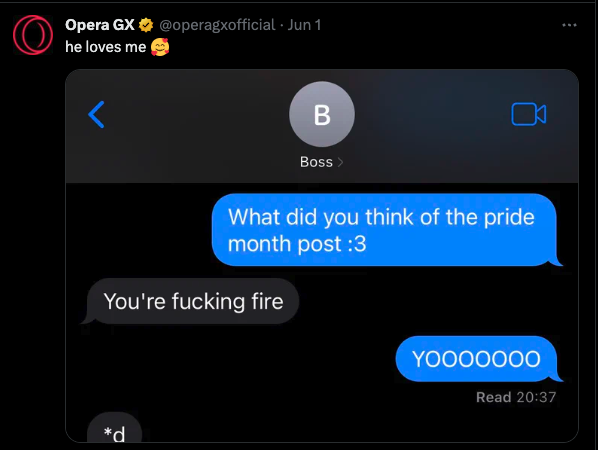 Opera GX @operagxofficial · Jun 1
he loves me 🥰
B
Boss >
What did you think of the pride
month post :3
You're fucking fire
YOOOOOOO
Read 20:37
*d